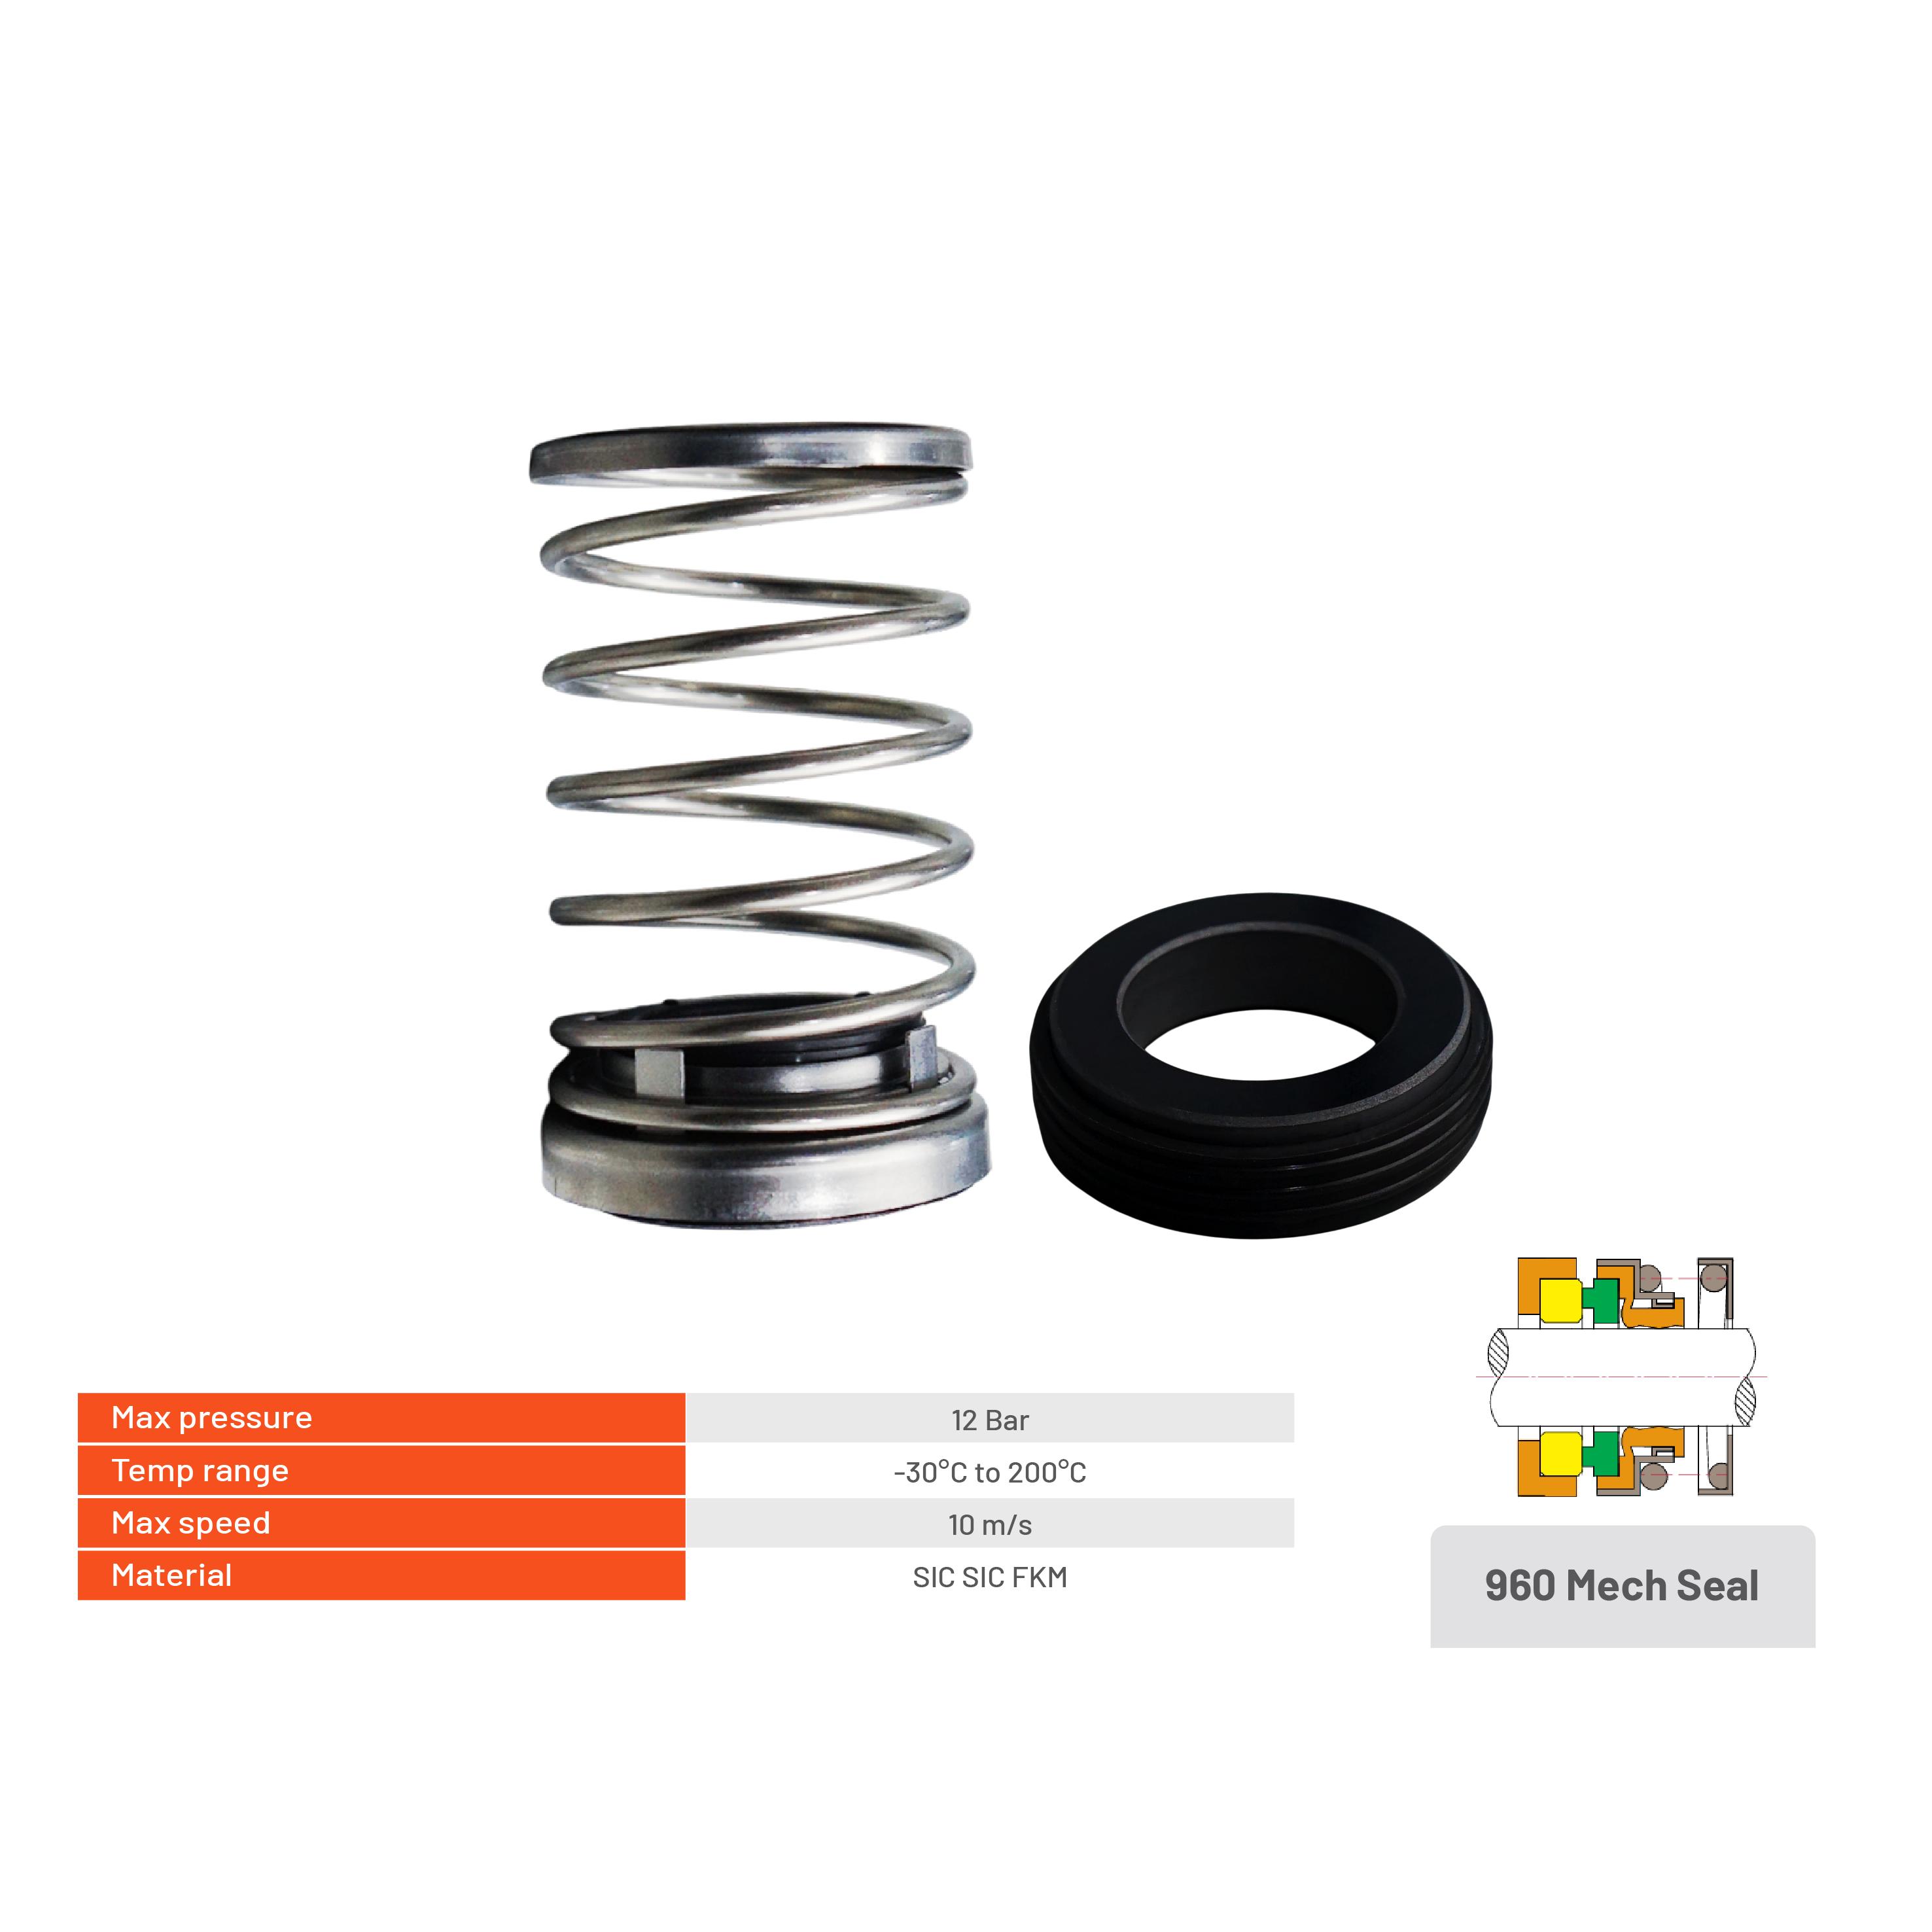 Max pressure 12 Bar
Temp range -30°C to 200°C
Max speed 10 m/s
Material SIC SIC FKM
960 Mech Seal